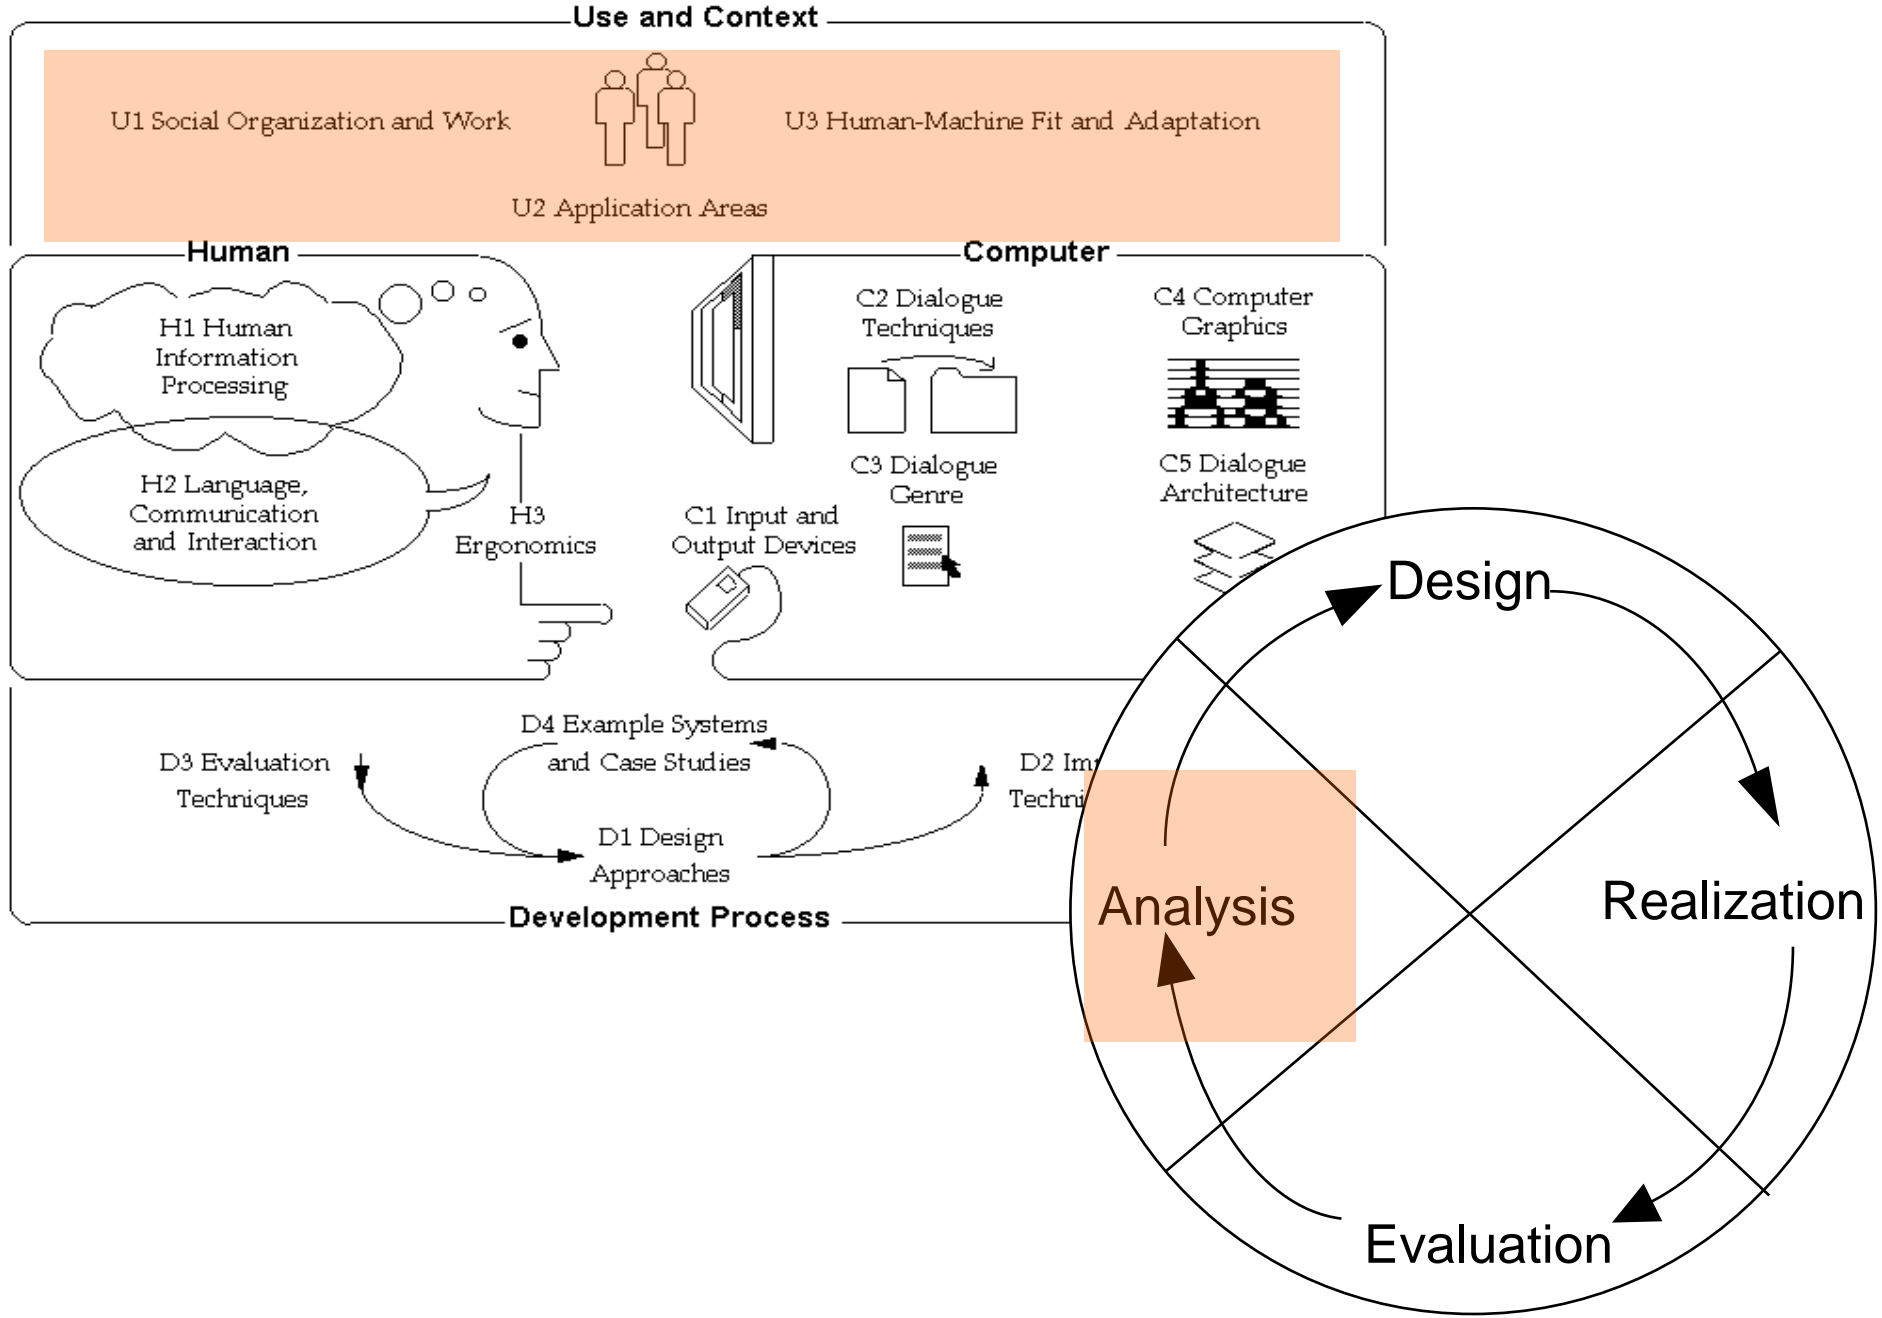 Use and Context
U1 Social Organization and Work
U3 Human-Machine Fit and Adaptation
U2 Application Areas
Human
Computer
H1 Human
Information
Processing
H2 Language,
Communication
and Interaction
H3
Ergonomics
C1 Input and
Output Devices
C2 Dialogue
Techniques
C3 Dialogue
Genre
C4 Computer
Graphics
C5 Dialogue
Architecture
D3 Evaluation
Techniques
D4 Example Systems
and Case Studies
D1 Design
Approaches
D2
Development Process
Design
Realization
Evaluation
Analysis